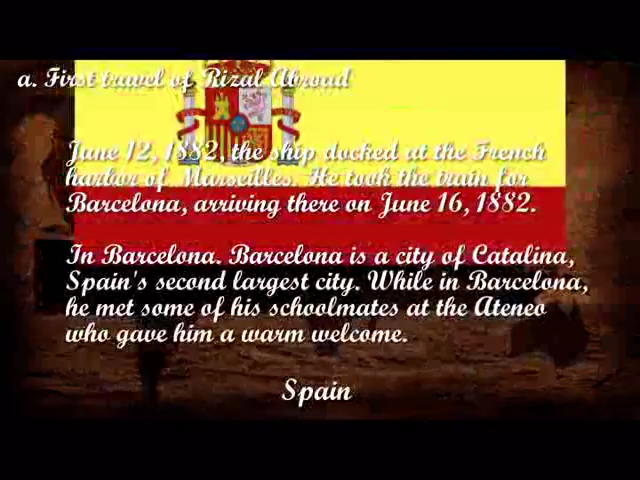 a. First travel of Rizal Abroad
June 12, 1882, the ship docked at the French
harbor of Marseilles. He took the train for
Barcelona, arriving there on June 16, 1882.
In Barcelona. Barcelona is a city of Catalina,
Spain's second largest city. While in Barcelona,
he met some of his schoolmates at the Ateneo
who gave him a warm welcome.
Spain